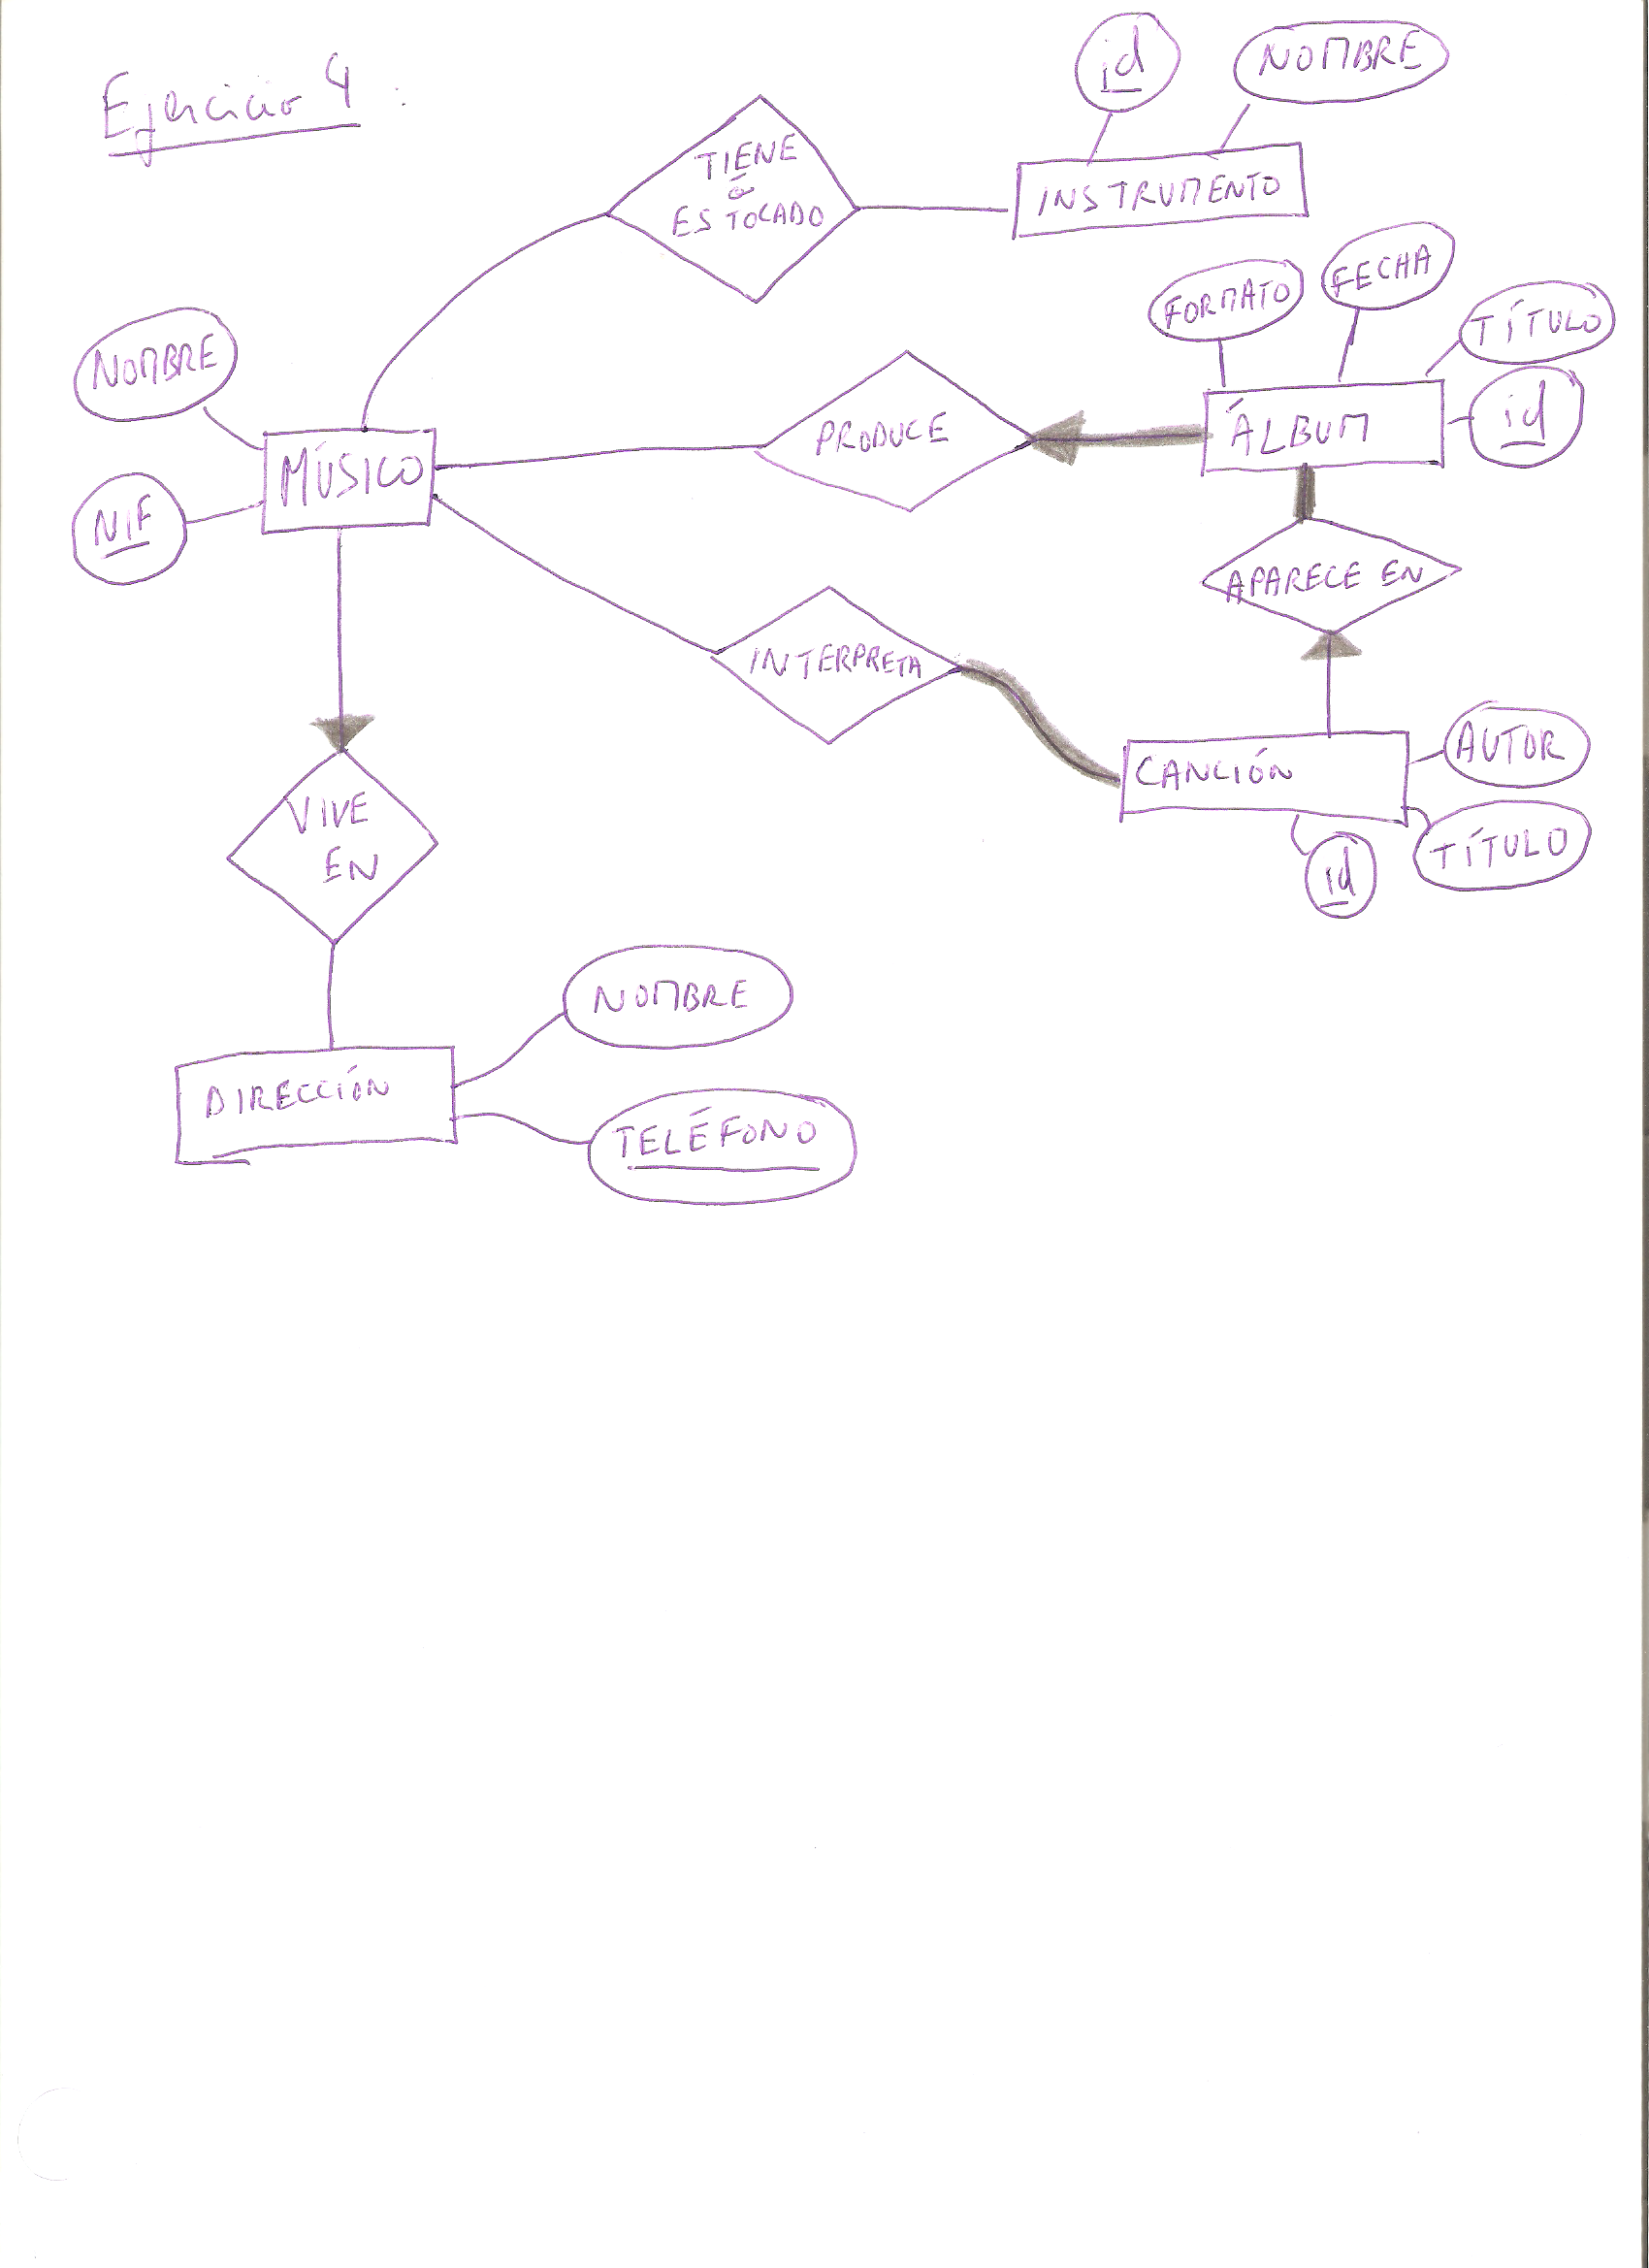 Ejercicio 4 :
id
NOMBRE
TIENE
ó
ES TOCADO
INSTRUMENTO
FORMATO
FECHA
TÍTULO
NOMBRE
MÚSICO
PRODUCE
ÁLBUM
id
NIF
APARECE EN
INTERPRETA
CANCIÓN
AUTOR
TÍTULO
id
VIVE
EN
NOMBRE
DIRECCIÓN
TELÉFONO